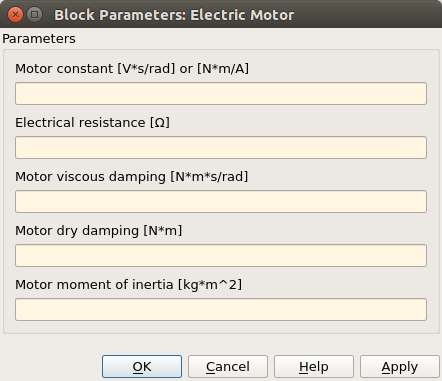 Block Parameters: Electric Motor
Parameters
Motor constant [V*s/rad] or [N*m/A]
Electrical resistance [Ω]
Motor viscous damping [N*m*s/rad]
Motor dry damping [N*m]
Motor moment of inertia [kg*m^2]
OK Cancel Help Apply